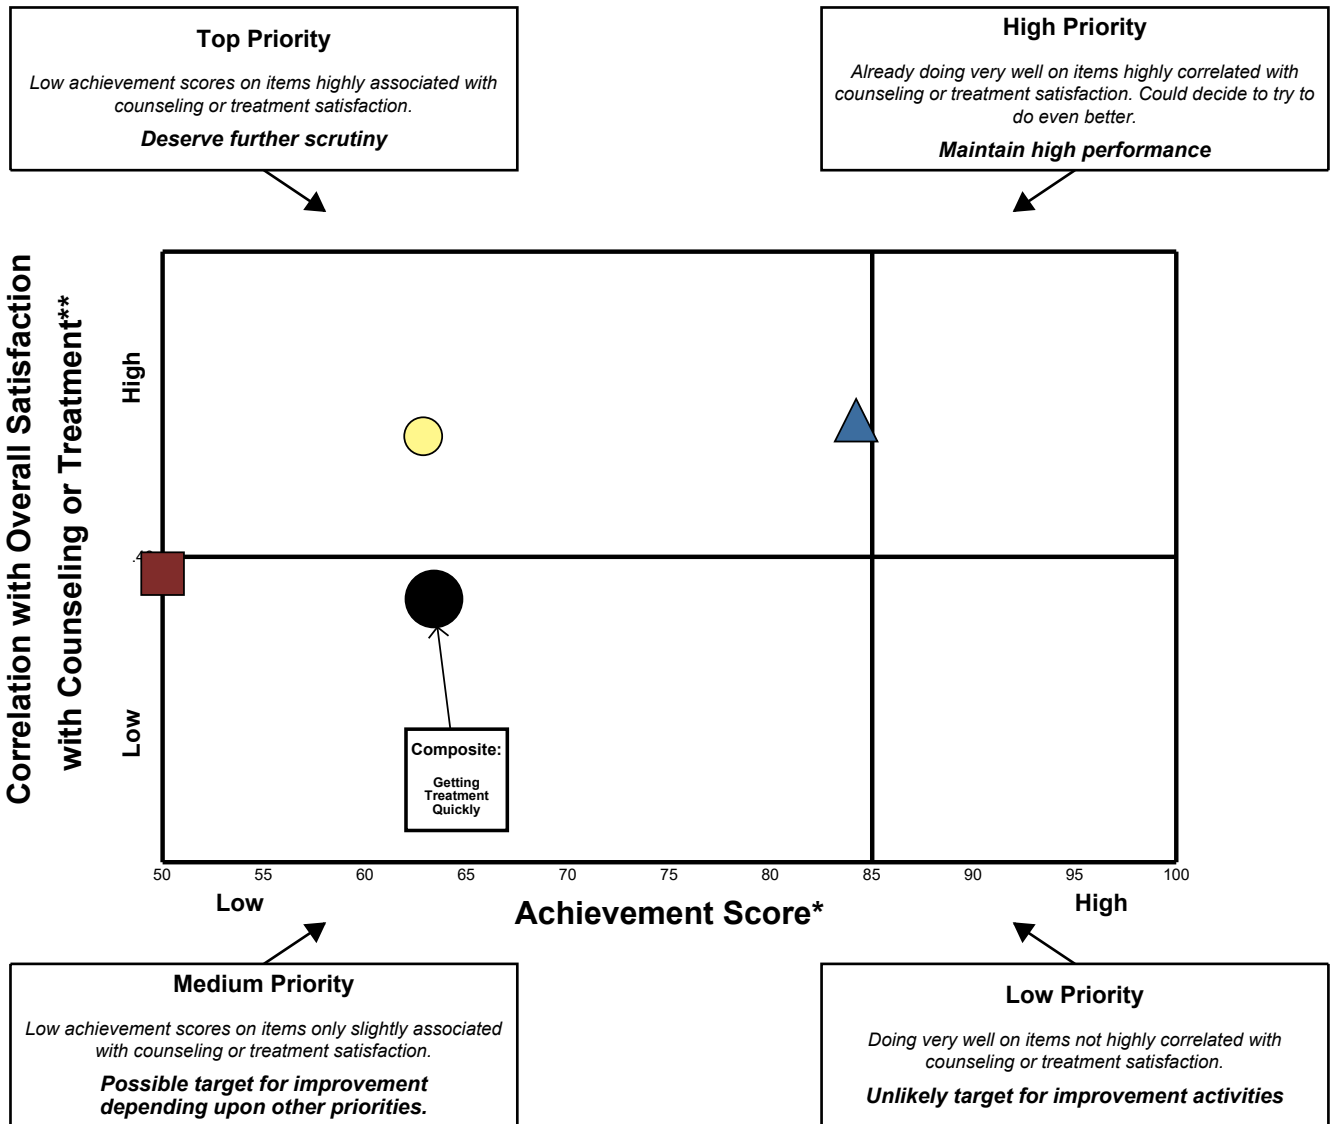 Top Priority
Low achievement scores on items highly associated with
counseling or treatment satisfaction.
Deserve further scrutiny
High Priority
Already doing very well on items highly correlated with
counseling or treatment satisfaction. Could decide to try to
do even better.
Maintain high performance
Correlation with Overall Satisfaction
with Counseling or Treatment**
High
Low
Composite:
Getting
Treatment
Quickly
50 55 60 65 70 75 80 85 90 95 100
Low
Achievement Score*
High
Medium Priority
Low achievement scores on items only slightly associated
with counseling or treatment satisfaction.
Possible target for improvement
depending upon other priorities.
Low Priority
Doing very well on items not highly correlated with
counseling or treatment satisfaction.
Unlikely target for improvement activities